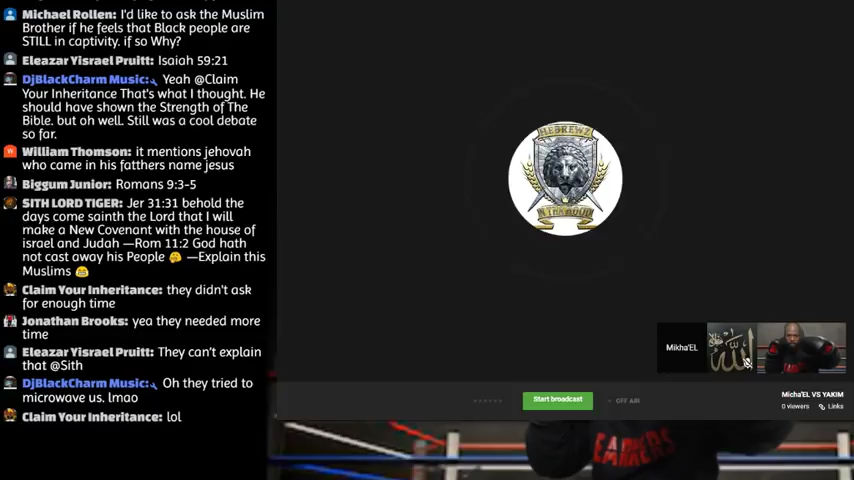 Michael Rollen: I'd like to ask the Muslim
Brother if he feels that Black people are
STILL in captivity. if so Why?
Eleazar Yisrael Pruitt: Isaiah 59:21
DjBlackCharm Music: Yeah @Claim
Your Inheritance That's what I thought. He
should have shown the Strength of The
Bible. but oh well. Still was a cool debate
so far.
William Thomson: it mentions jehovah
who came in his fatthers name jesus
Biggum Junior: Romans 9:3-5
SITH LORD TIGER: Jer 31:31 behold the
days come sainth the Lord that I will
make a New Covenant with the house of
israel and Judah —Rom 11:2 God hath
not cast away his People 🤔 —Explain this
Muslims 😂
Claim Your Inheritance: they didn't ask
for enough time
Jonathan Brooks: yea they needed more
time
Eleazar Yisrael Pruitt: They can't explain
that @Sith
DjBlackCharm Music: Oh they tried to
microwave us. lmao
Claim Your Inheritance: lol
HEBREWZ
IN THA HOOD
Mikha'EL
الله
Start broadcast
OFF AIR
Micha'EL VS YAKIM
0 viewers
Links